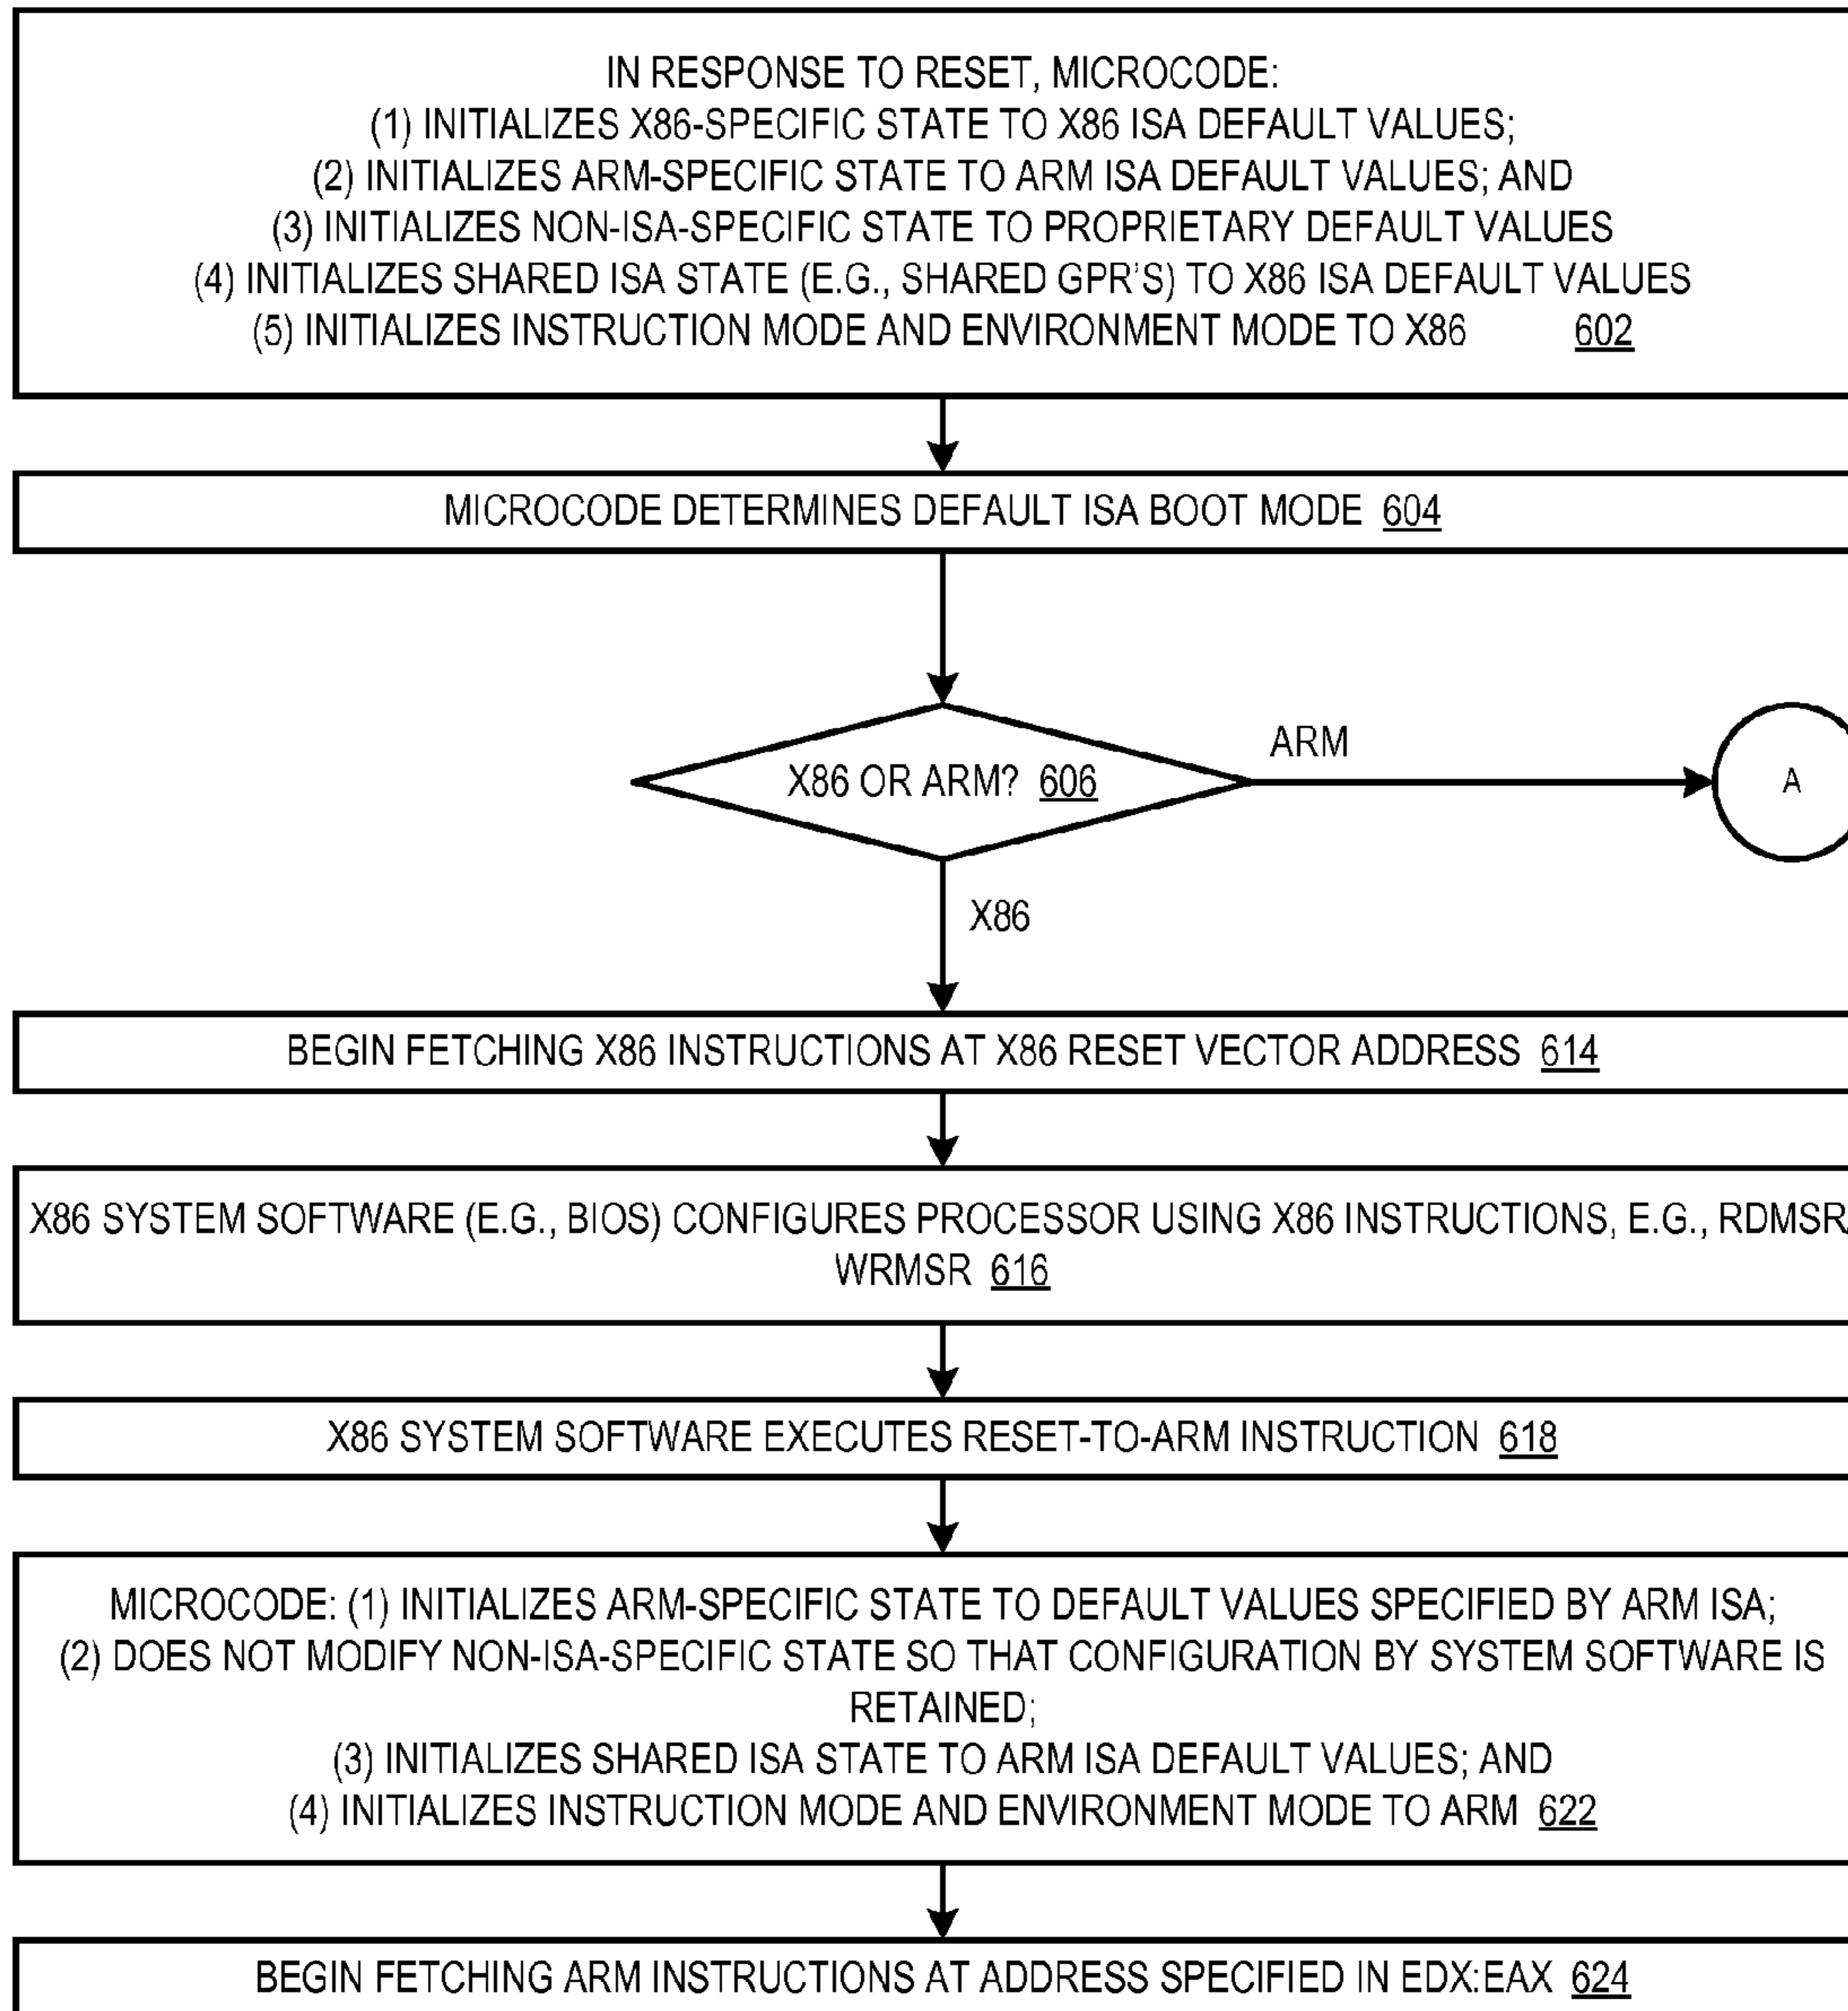 IN RESPONSE TO RESET, MICROCODE:
(1) INITIALIZES X86-SPECIFIC STATE TO X86 ISA DEFAULT VALUES;
(2) INITIALIZES ARM-SPECIFIC STATE TO ARM ISA DEFAULT VALUES; AND
(3) INITIALIZES NON-ISA-SPECIFIC STATE TO PROPRIETARY DEFAULT VALUES
(4) INITIALIZES SHARED ISA STATE (E.G., SHARED GPR'S) TO X86 ISA DEFAULT VALUES
(5) INITIALIZES INSTRUCTION MODE AND ENVIRONMENT MODE TO X86 602
MICROCODE DETERMINES DEFAULT ISA BOOT MODE 604
ARM
X86 OR ARM? 606
A
X86
BEGIN FETCHING X86 INSTRUCTIONS AT X86 RESET VECTOR ADDRESS 614
X86 SYSTEM SOFTWARE (E.G., BIOS) CONFIGURES PROCESSOR USING X86 INSTRUCTIONS, E.G., RDMSR/
WRMSR 616
X86 SYSTEM SOFTWARE EXECUTES RESET-TO-ARM INSTRUCTION 618
MICROCODE: (1) INITIALIZES ARM-SPECIFIC STATE TO DEFAULT VALUES SPECIFIED BY ARM ISA;
(2) DOES NOT MODIFY NON-ISA-SPECIFIC STATE SO THAT CONFIGURATION BY SYSTEM SOFTWARE IS
RETAINED;
(3) INITIALIZES SHARED ISA STATE TO ARM ISA DEFAULT VALUES; AND
(4) INITIALIZES INSTRUCTION MODE AND ENVIRONMENT MODE TO ARM 622
BEGIN FETCHING ARM INSTRUCTIONS AT ADDRESS SPECIFIED IN EDX:EAX 624